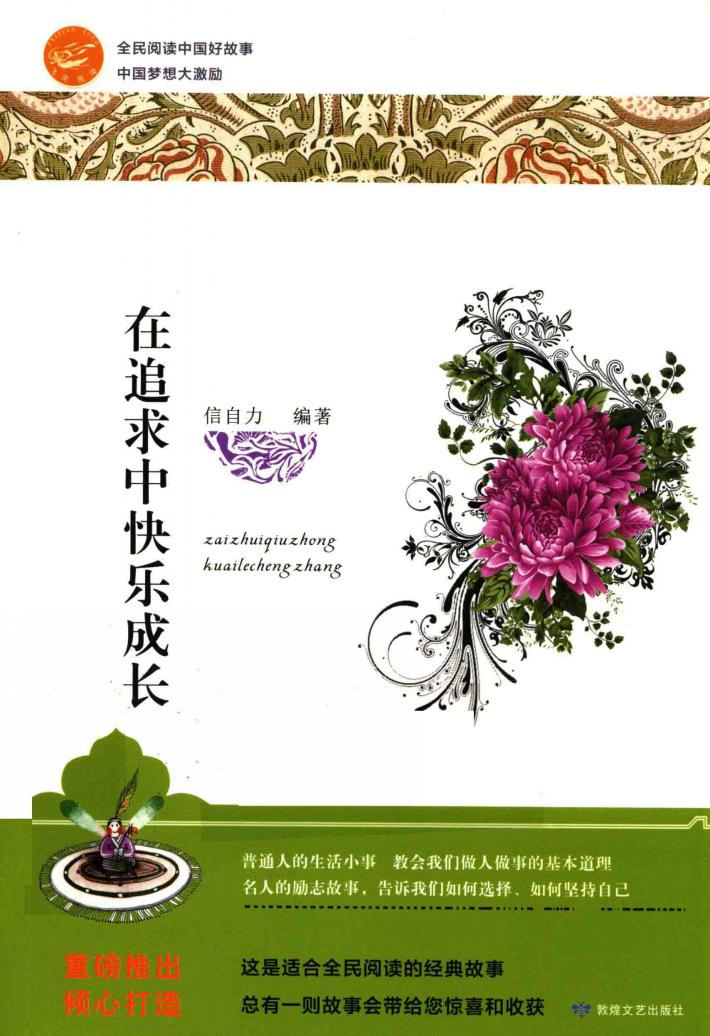 全民阅读中国好故事
中国梦想大激励
在追求中快乐成长
信自力 编著
zaizhuiqiuzhong
kuailechengzhang
普通人的生活小事 教会我们做人做事的基本道理
名人的励志故事，告诉我们如何选择、如何坚持自己
重磅推出
倾心打造
这是适合全民阅读的经典故事
总有一则故事会带给您惊喜和收获
敦煌文艺出版社